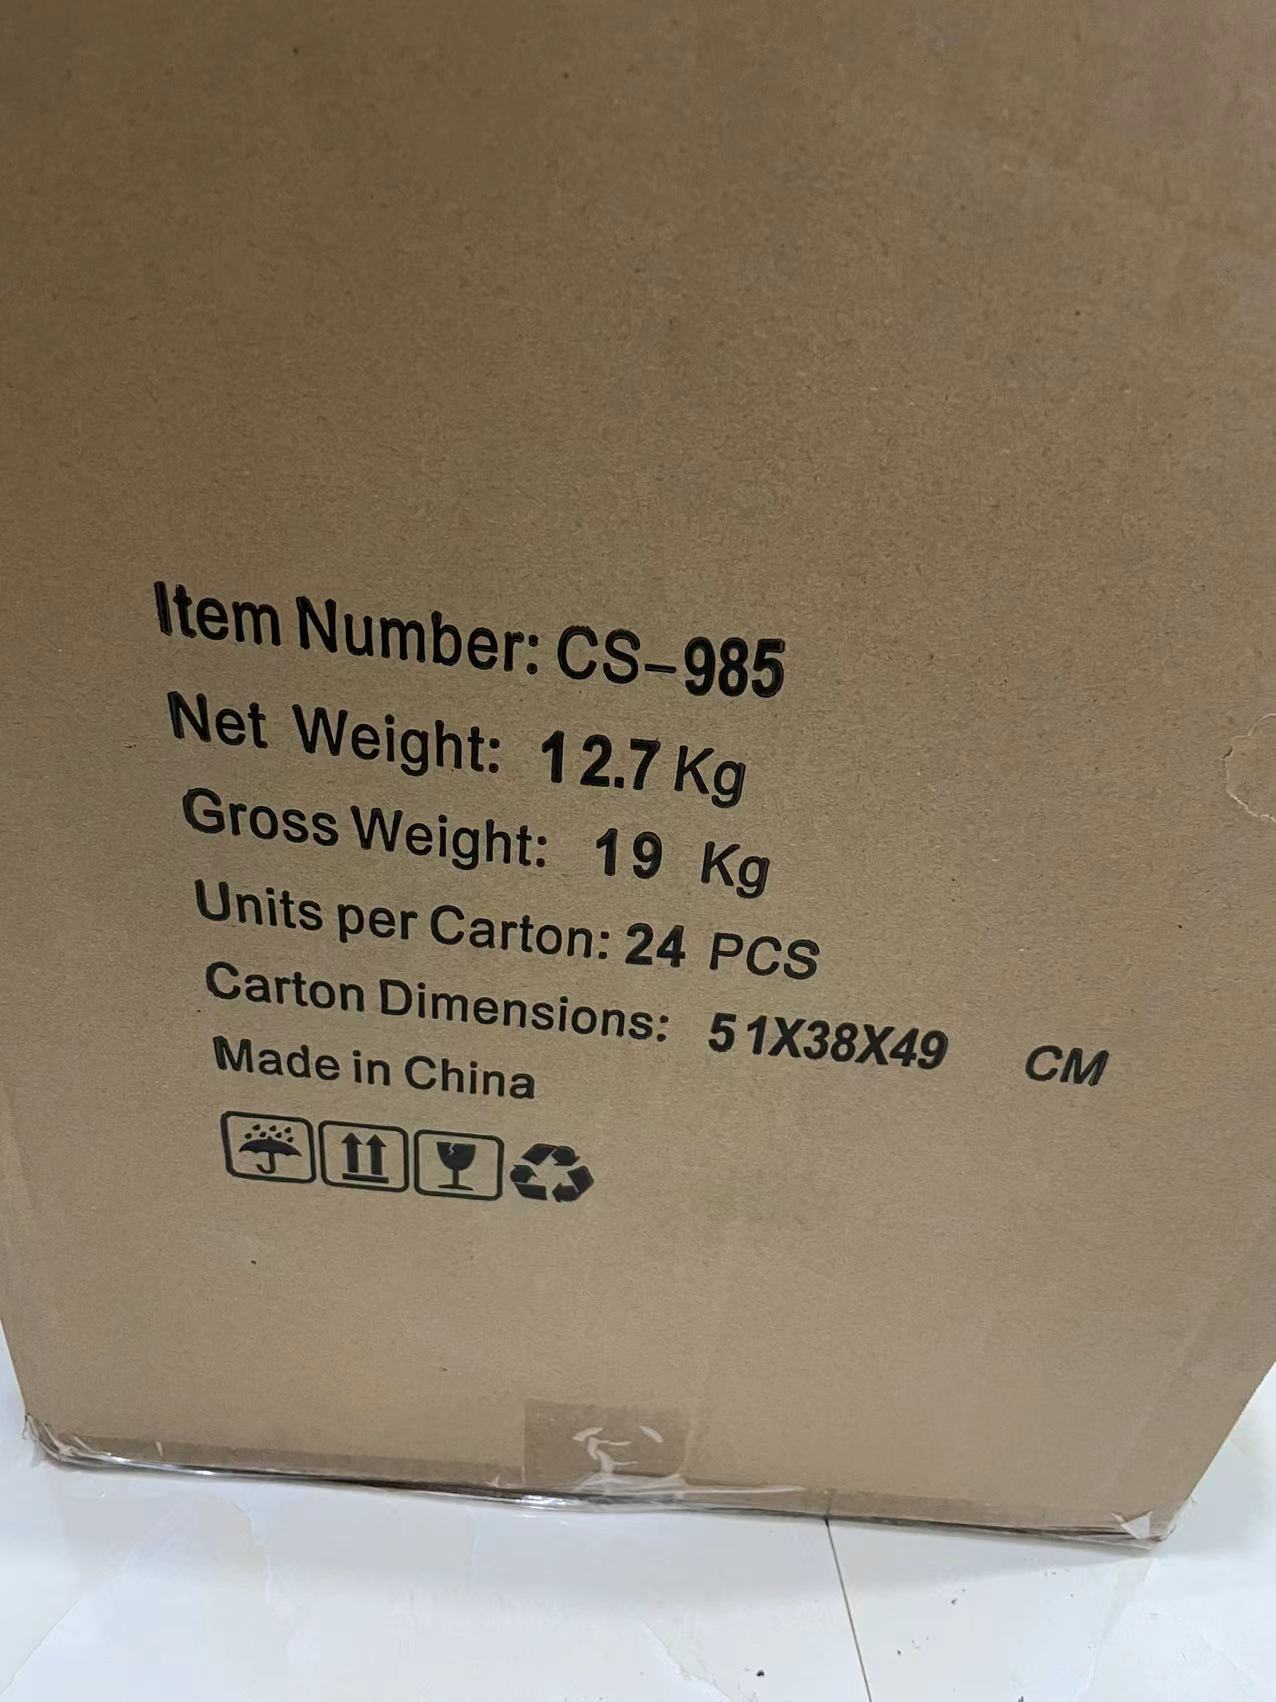 Item Number: CS-985
Net Weight: 12.7 Kg
Gross Weight: 19 Kg
Units per Carton: 24 PCS
Carton Dimensions: 51X38X49 CM
Made in China